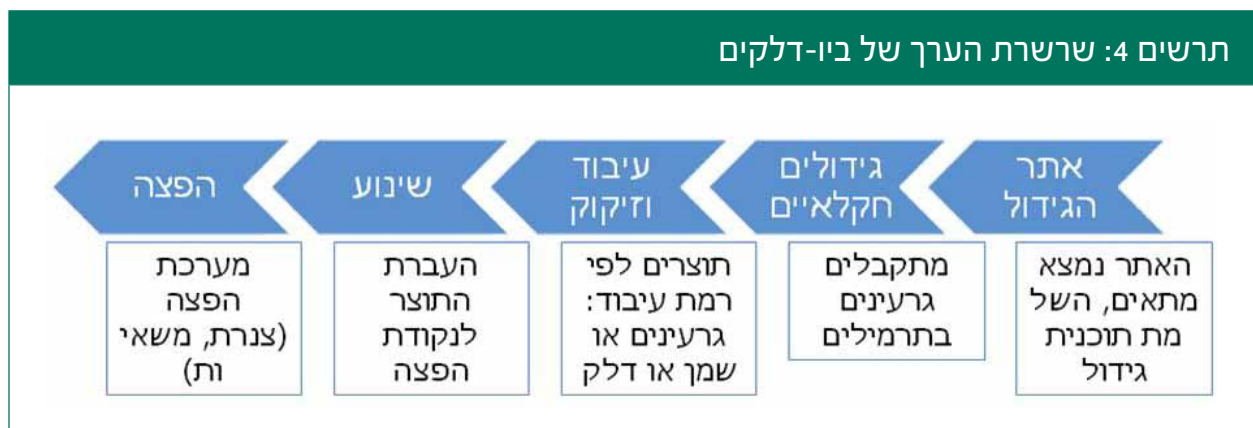 תרשים 4: שרשרת הערך של ביו-דלקים
אתר
הגידול
גידולים
חקלאיים
עיבוד
וזיקוק
שינוע
הפצה
האתר נמצא
מתאים, השל
מת תוכנית
גידול
מתקבלים
גרעינים
בתרמילים
תוצרים לפי
רמת עיבוד:
גרעינים או
שמן או דלק
העברת
התוצר
לנקודת
הפצה
מערכת
הפצה
(צנרת, משאי
ות)